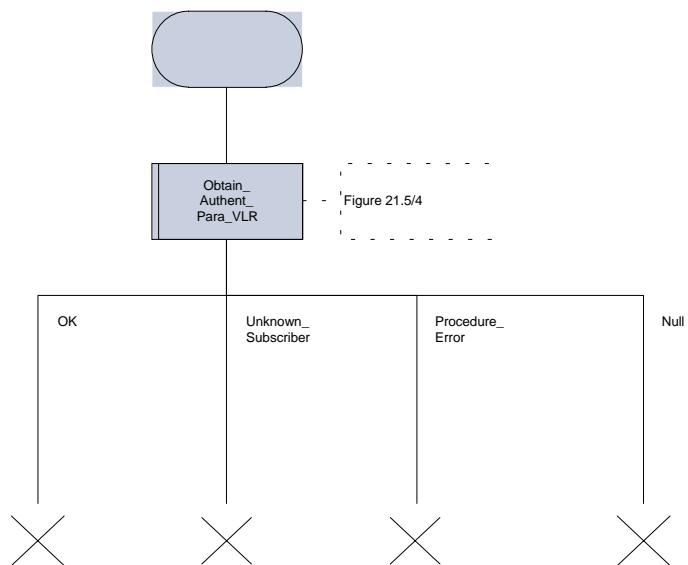 Obtain_
Authent_
Para_VLR
Figure 21.5/4
OK
Unknown_
Subscriber
Procedure_
Error
Null